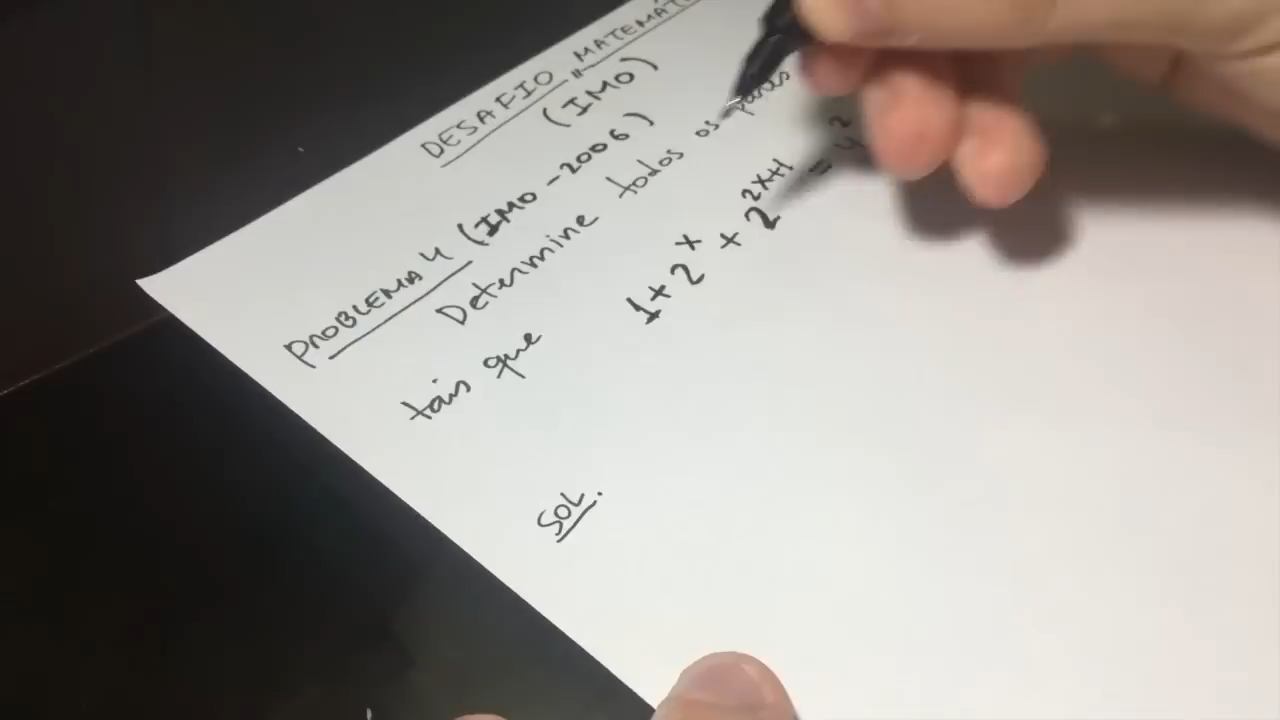 DESAFIO MATEMÁTI
(IMO)
PROBLEMA 4 (IMO-2006)
Determine todos os pares
tais que
1+2^x+2^{2x+1}=y^2
SOL.